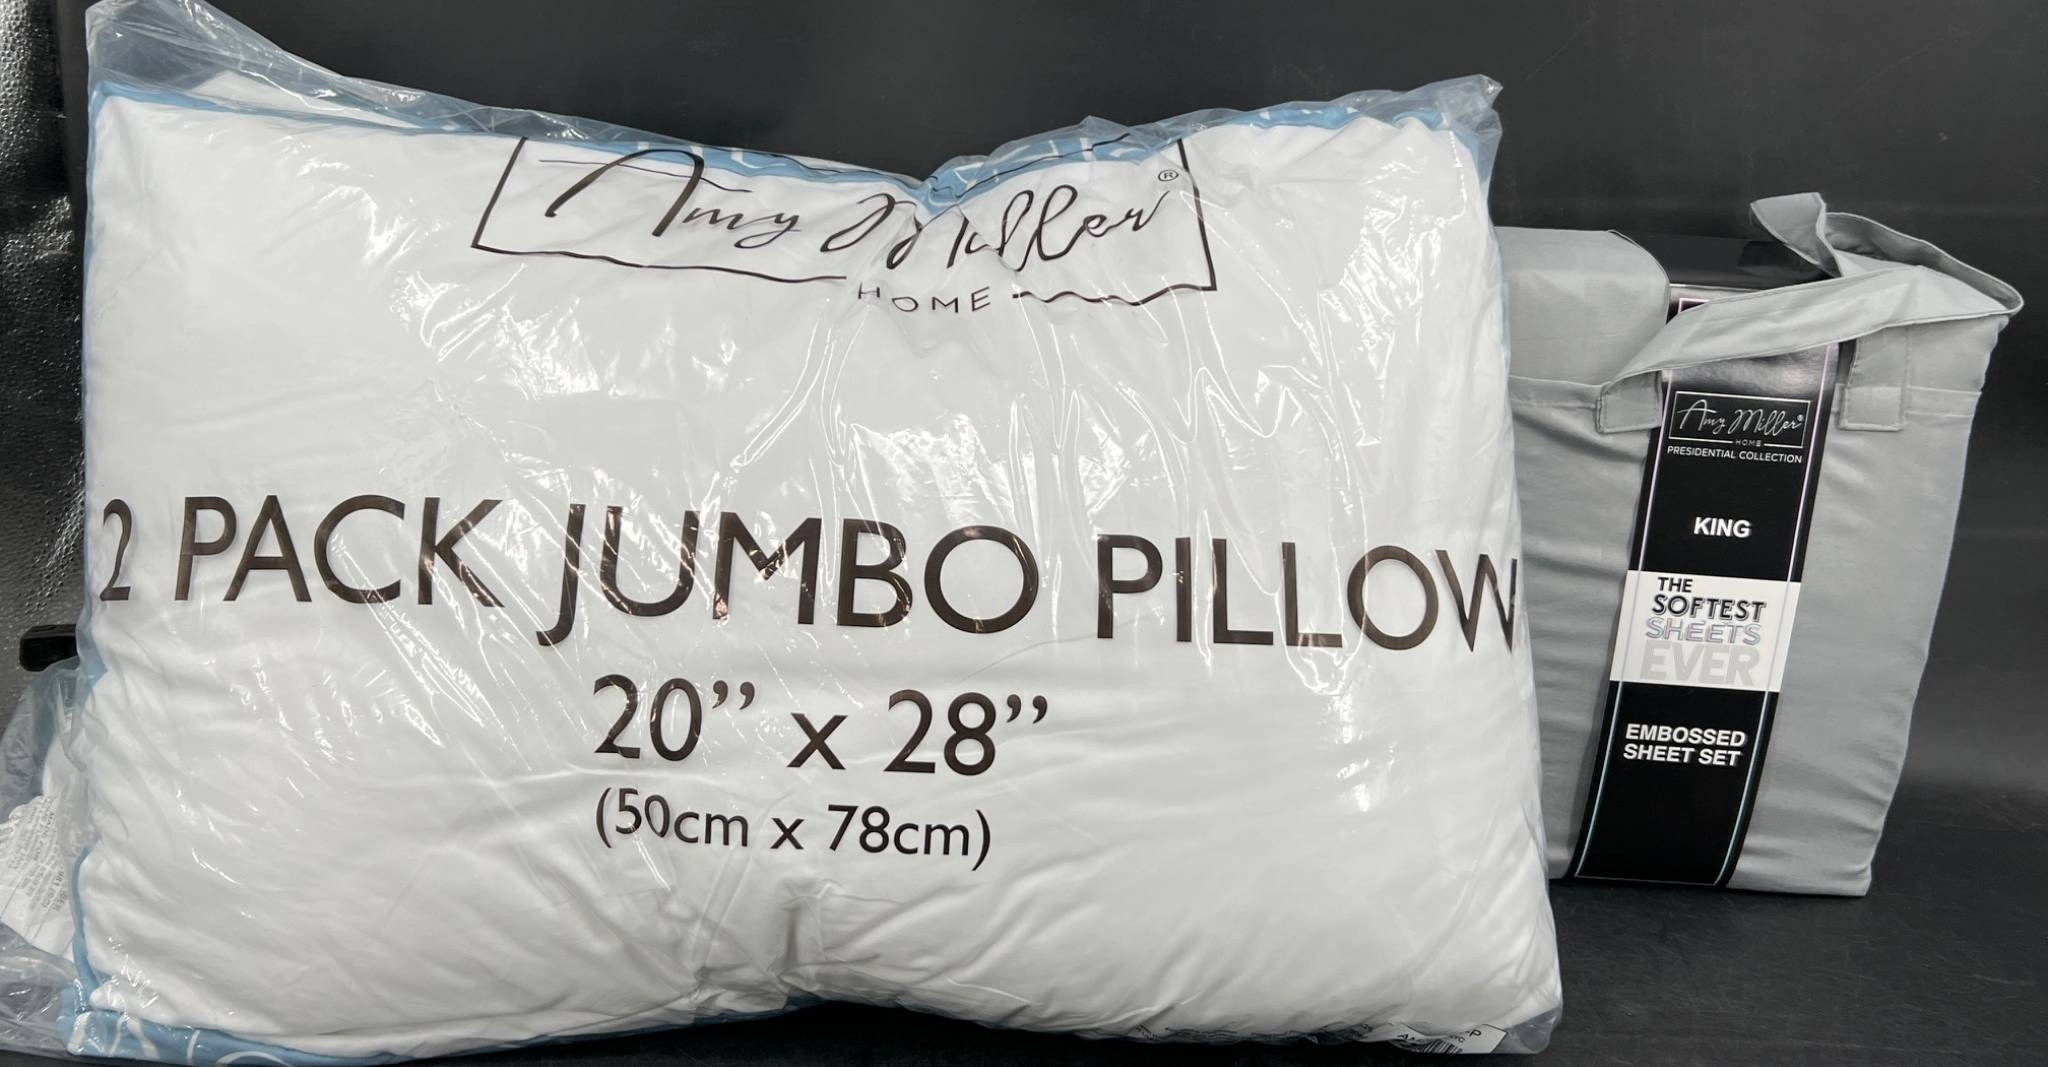 Amy Miller®
HOME
2 PACK JUMBO PILLOW
20’’ x 28’’
(50cm x 78cm)
Amy Miller®
HOME
PRESIDENTIAL COLLECTION
KING
THE
SOFTEST
SHEETS
EVER
EMBOSSED
SHEET SET